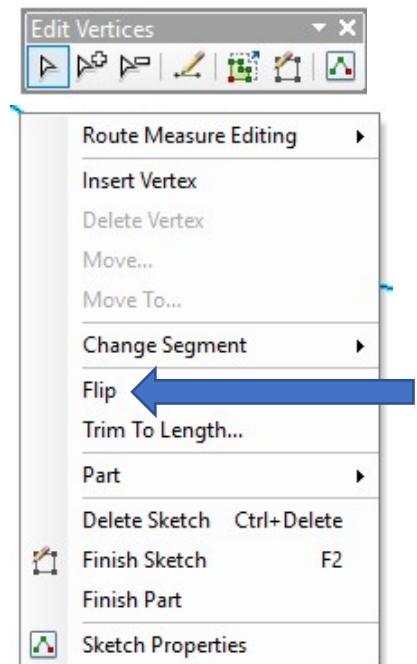 Edit Vertices
Route Measure Editing
Insert Vertex
Delete Vertex
Move...
Move To...
Change Segment
Flip
Trim To Length...
Part
Delete Sketch Ctrl+Delete
Finish Sketch F2
Finish Part
Sketch Properties